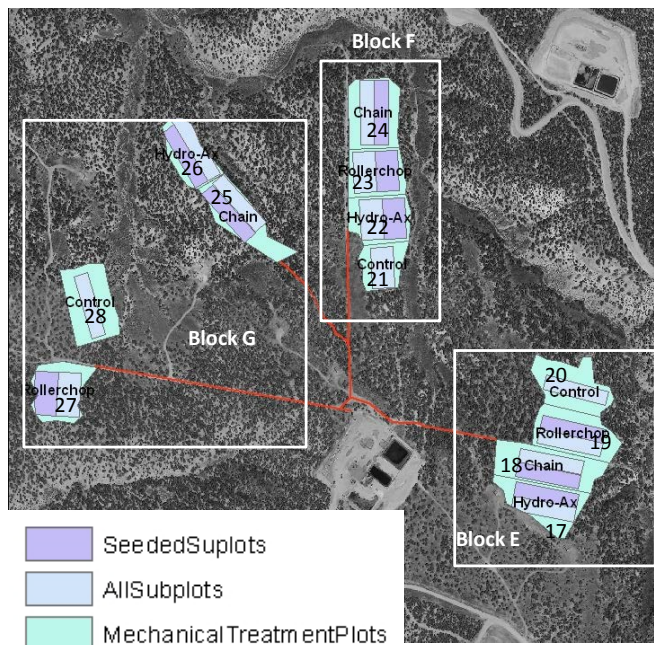 Block F
Chain
24
Rollerchop
23
Hydro-Ax
22
Control
21
Hydro-Ax
26
25
Chain
Control
28
Block G
Rollerchop
27
20
Control
Rollerchop
19
18
Chain
Hydro-Ax
17
Block E
SeededSuplots
AllSubplots
MechanicalTreatmentPlots